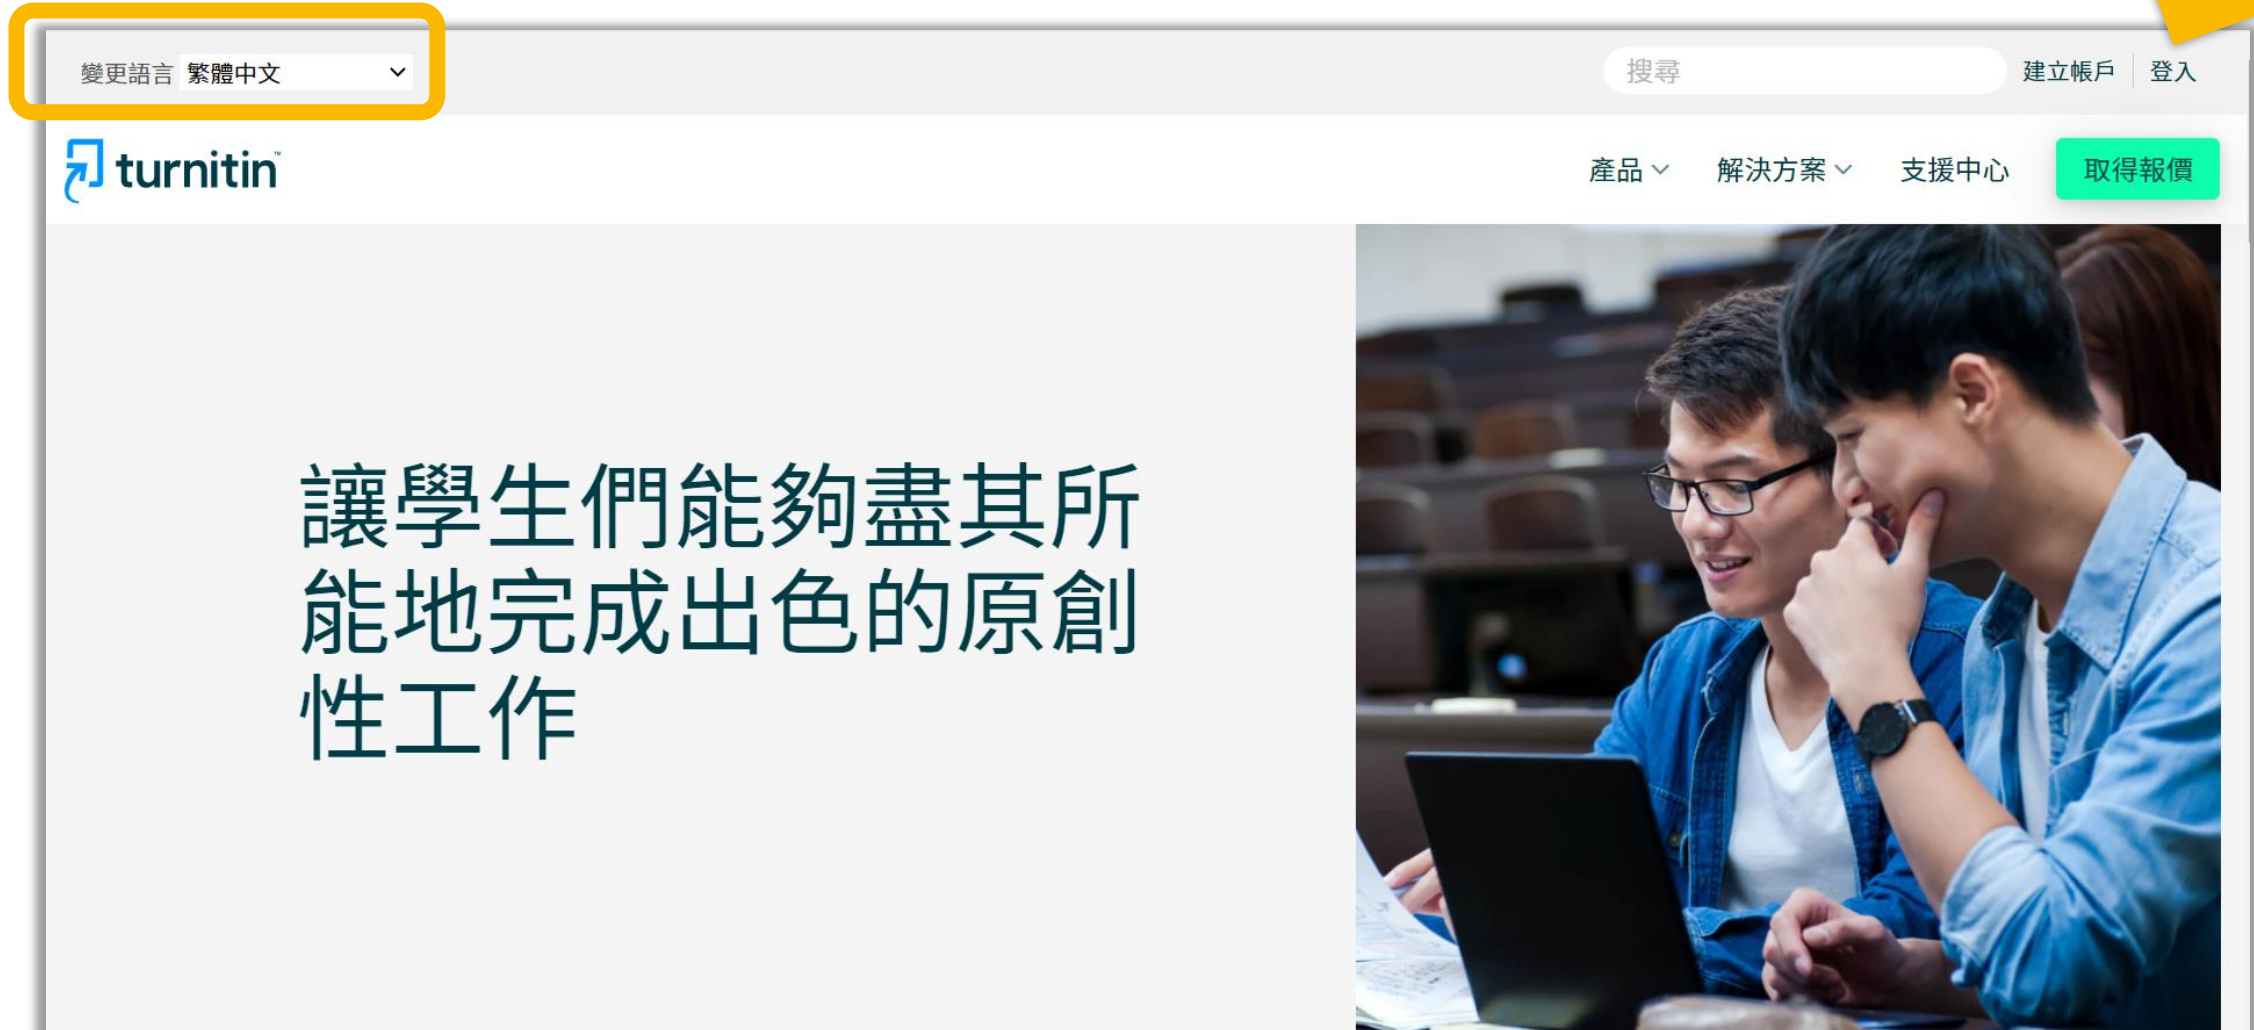 變更語言 繁體中文
搜尋
建立帳戶 登入
turnitin™
產品 解決方案 支援中心 取得報價
讓學生們能夠盡其所
能地完成出色的原創
性工作